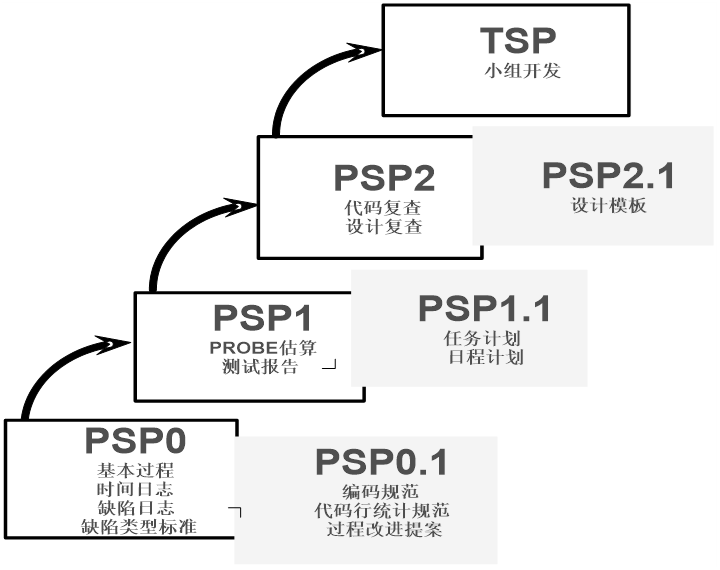 TSP
小组开发
PSP2
代码复查
设计复查
PSP2.1
设计模板
PSP1
PROBE估算
测试报告
PSP1.1
任务计划
日程计划
PSP0
基本过程
时间日志
缺陷日志
缺陷类型标准
PSP0.1
编码规范
代码行统计规范
过程改进提案